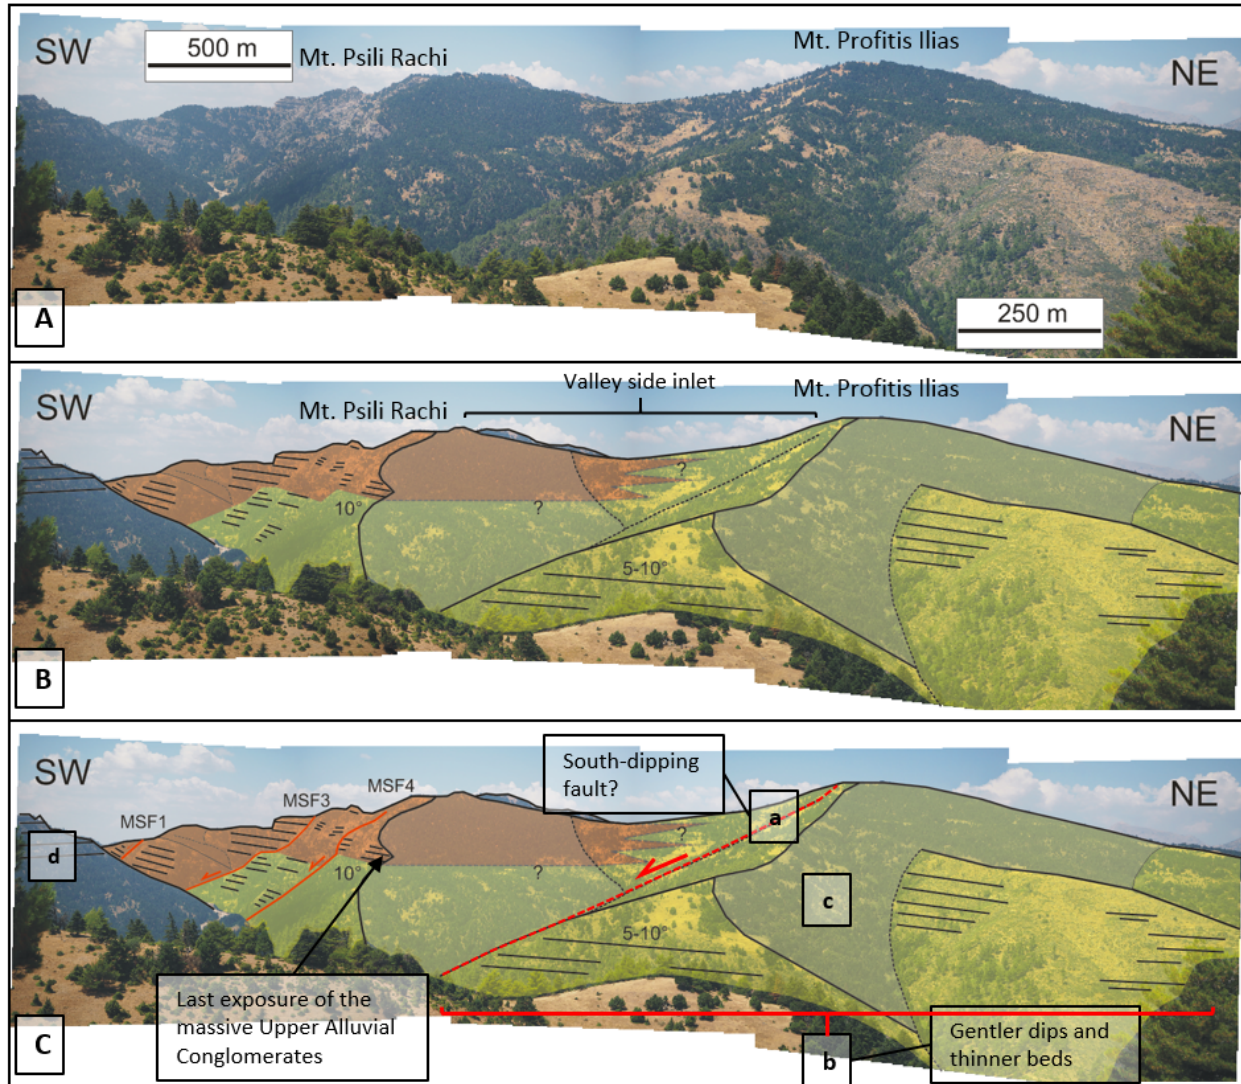 SW
500 m
Mt. Psili Rachi
Mt. Profitis Ilias
NE
250 m
A
Valley side inlet
SW
Mt. Psili Rachi
Mt. Profitis Ilias
NE
?
10°
?
5-10°
B
SW
South-dipping
fault?
NE
MSF1
MSF3
MSF4
a
d
?
10°
?
c
5-10°
Last exposure of the
massive Upper Alluvial
Conglomerates
C
b
Gentler dips and
thinner beds